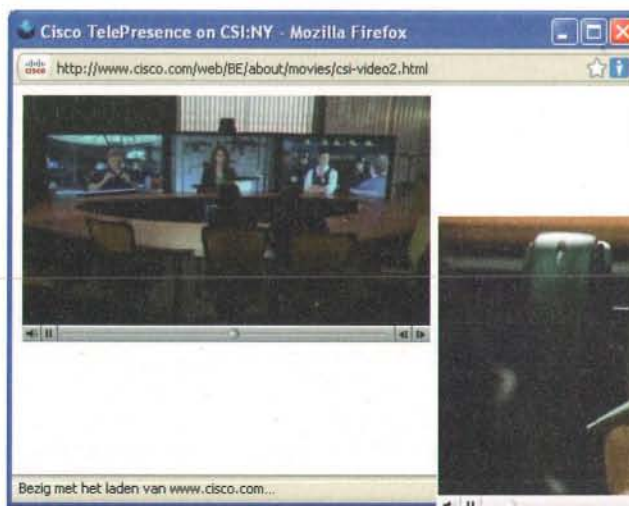 Cisco TelePresence on CSI:NY - Mozilla Firefox
cisco
http://www.cisco.com/web/BE/about/movies/csi-video2.html
Bezig met het laden van www.cisco.com...